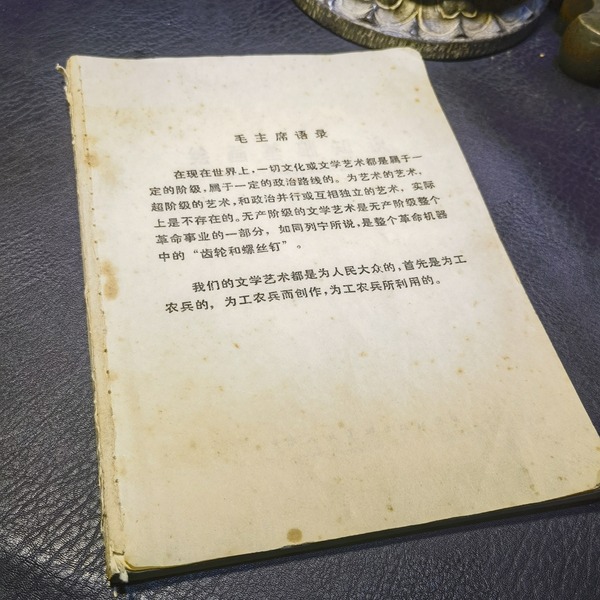 毛主席语录
在现在世界上，一切文化或文学艺术都是属于一
定的阶级，属于一定的政治路线的。为艺术的艺术，
超阶级的艺术，和政治并行或互相独立的艺术，实际
上是不存在的。无产阶级的文学艺术是无产阶级整个
革命事业的一部分，如同列宁所说，是整个革命机器
中的“齿轮和螺丝钉”。
我们的文学艺术都是为人民大众的，首先是为工
农兵的，为工农兵而创作，为工农兵所利用的。